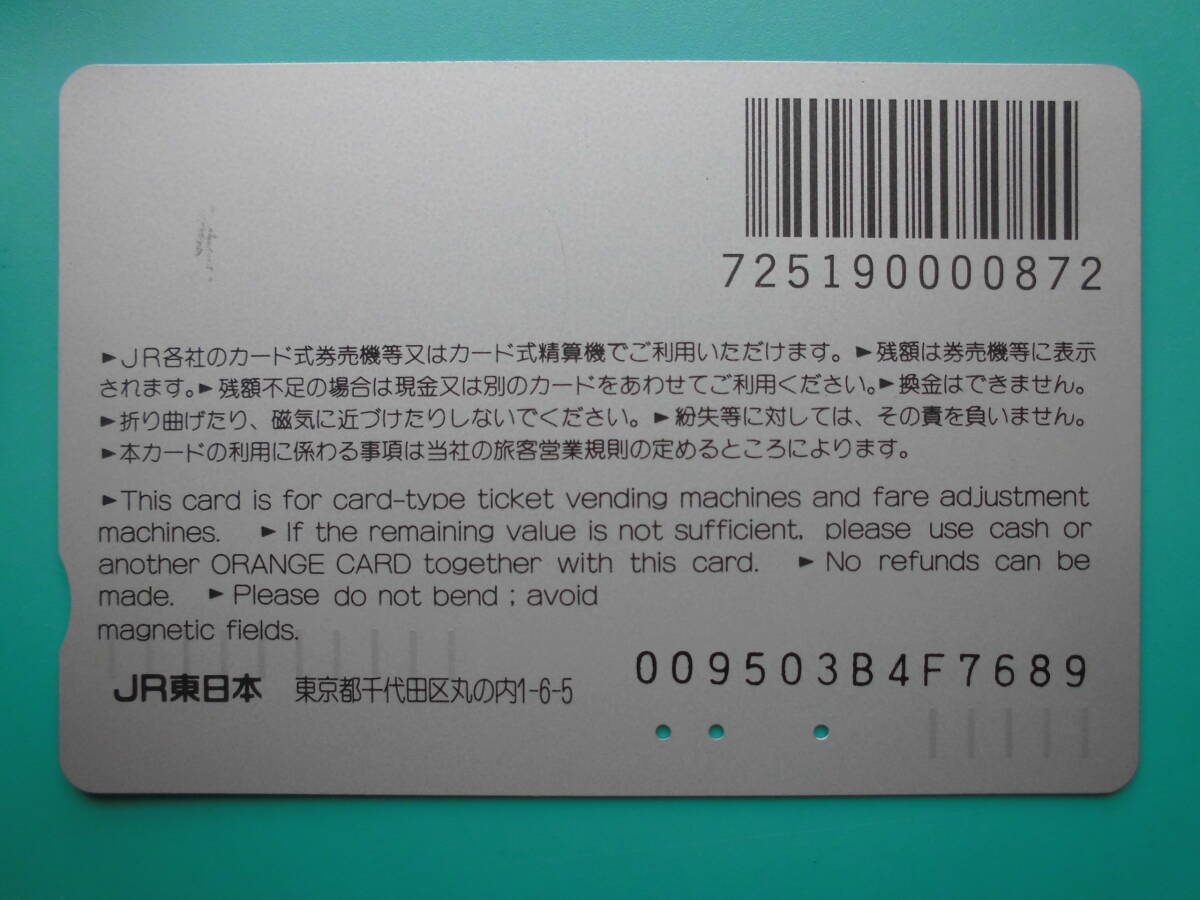 725190000872
►JR各社のカード式券売機等又はカード式精算機でご利用いただけます。►残額は券売機等に表示
されます。►残額不足の場合は現金又は別のカードをあわせてご利用ください。►換金はできません。
►折り曲げたり、磁気に近づけたりしないでください。►紛失等に対しては、その責を負いません。
►本カードの利用に係わる事項は当社の旅客営業規則の定めるところによります。
►This card is for card-type ticket vending machines and fare adjustment
machines. ►If the remaining value is not sufficient, please use cash or
another ORANGE CARD together with this card. ►No refunds can be
made. ►Please do not bend ; avoid
magnetic fields.
009503B4F7689
JR東日本 東京都千代田区丸の内1-6-5